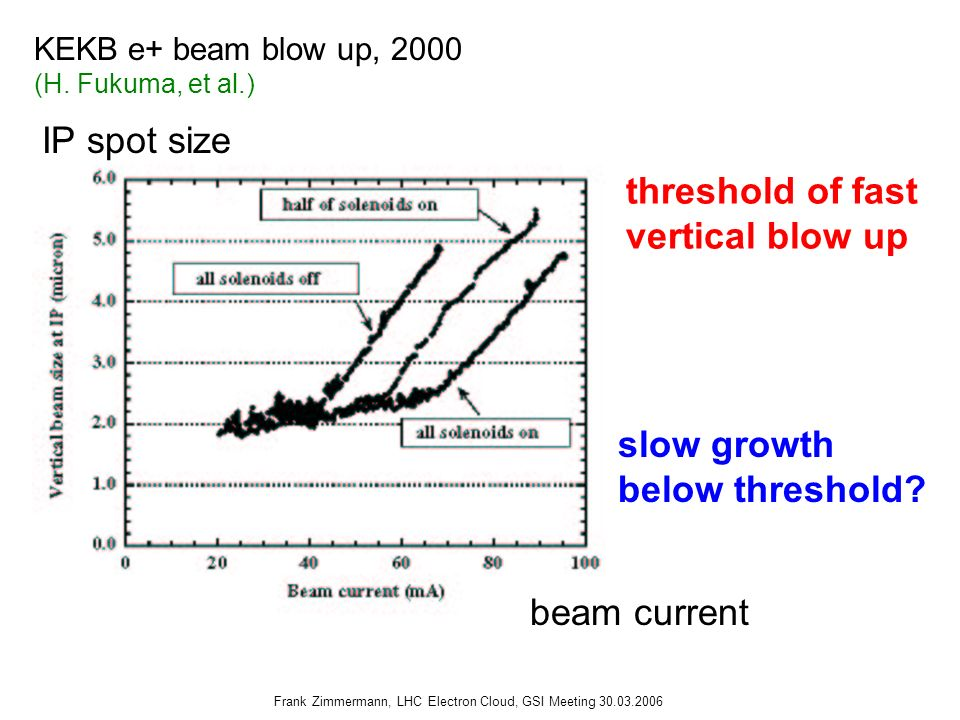 KEKB e+ beam blow up, 2000
(H. Fukuma, et al.)
IP spot size
threshold of fast
vertical blow up
6.0
5.0
4.0
3.0
2.0
1.0
0.0
Vertical beam size at IP (micron)
half of solenoids on
all solenoids off
all solenoids on
0 20 40 60 80 100
Beam current (mA)
slow growth
below threshold?
beam current
Frank Zimmermann, LHC Electron Cloud, GSI Meeting 30.03.2006